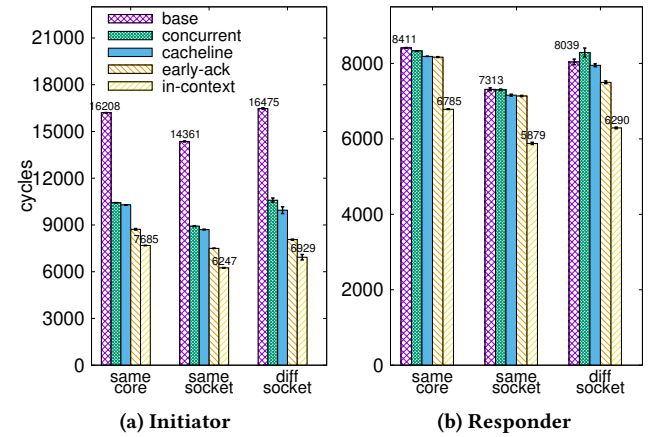 21000
18000
15000
12000
9000
6000
3000
0
cycles
base
concurrent
cacheline
early-ack
in-context
16208
7685
14361
6247
16475
6929
same core
same socket
diff socket
(a) Initiator
8000
6000
4000
2000
0
8411
6785
7313
5879
8039
6290
same core
same socket
diff socket
(b) Responder